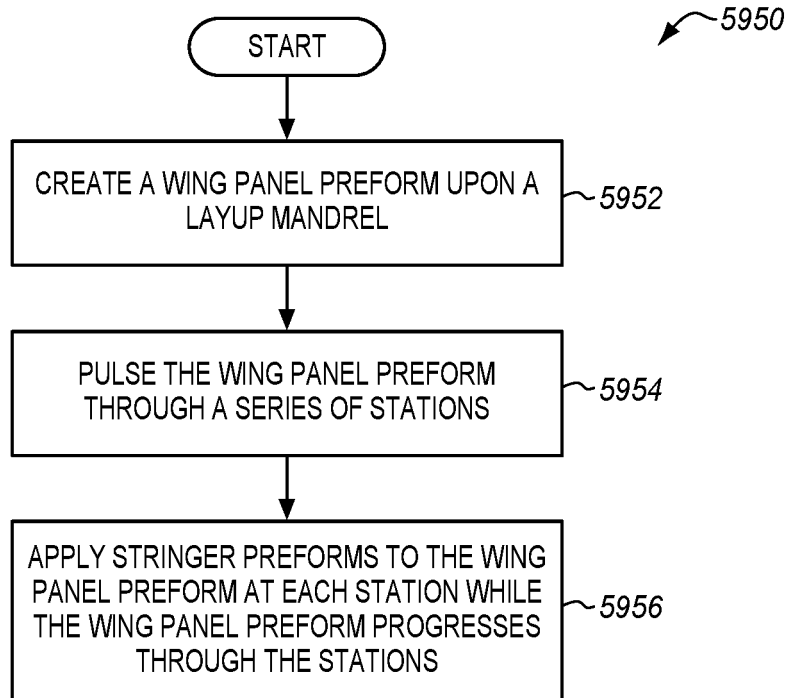 5950
START
CREATE A WING PANEL PREFORM UPON A
LAYUP MANDREL
5952
PULSE THE WING PANEL PREFORM
THROUGH A SERIES OF STATIONS
5954
APPLY STRINGER PREFORMS TO THE WING
PANEL PREFORM AT EACH STATION WHILE
THE WING PANEL PREFORM PROGRESSES
THROUGH THE STATIONS
5956